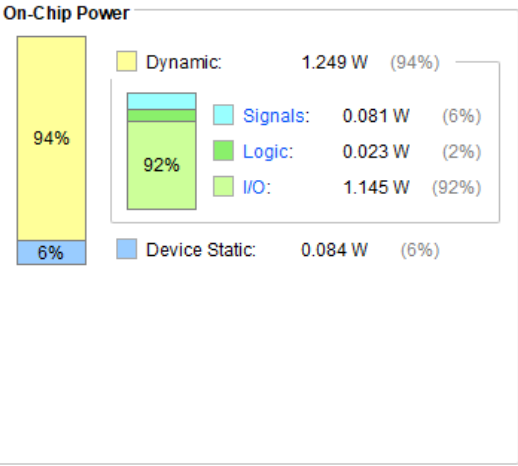 On-Chip Power
Dynamic: 1.249 W (94%)
94%
Signals: 0.081 W (6%)
Logic: 0.023 W (2%)
92%
I/O: 1.145 W (92%)
6%
Device Static: 0.084 W (6%)